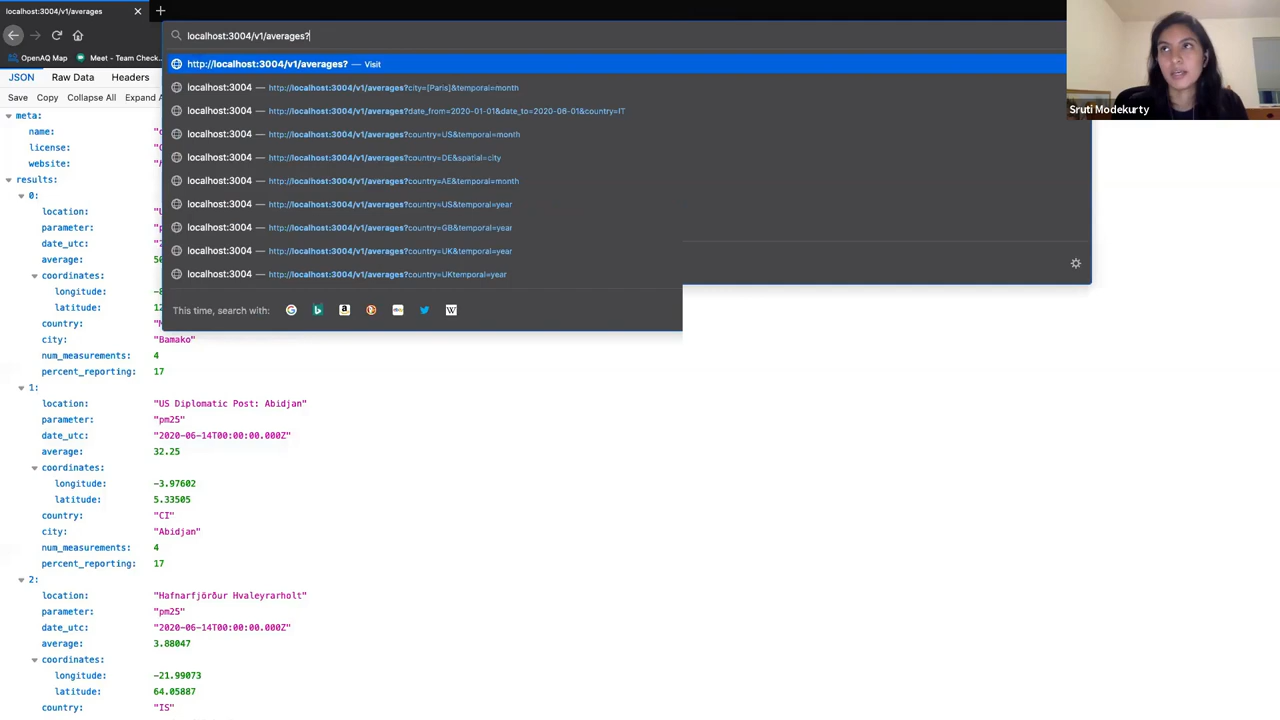 localhost:3004/v1/averages
localhost:3004/v1/averages?
OpenAQ Map
Meet - Team Check...
http://localhost:3004/v1/averages? — Visit
JSON Raw Data Headers
localhost:3004 — http://localhost:3004/v1/averages?city=[Paris]&temporal=month
Save Copy Collapse All Expand A
localhost:3004 — http://localhost:3004/v1/averages?date_from=2020-01-01&date_to=2020-06-01&country=IT
Sruti Modekurty
meta:
name:
localhost:3004 — http://localhost:3004/v1/averages?country=US&temporal=month
license:
localhost:3004 — http://localhost:3004/v1/averages?country=DE&spatial=city
website:
results:
localhost:3004 — http://localhost:3004/v1/averages?country=AE&temporal=month
0:
localhost:3004 — http://localhost:3004/v1/averages?country=US&temporal=year
location:
parameter:
localhost:3004 — http://localhost:3004/v1/averages?country=GB&temporal=year
date_utc:
localhost:3004 — http://localhost:3004/v1/averages?country=UK&temporal=year
average:
coordinates:
localhost:3004 — http://localhost:3004/v1/averages?country=UKtemporal=year
longitude:
latitude:
This time, search with:
country:
city: "Bamako"
num_measurements: 4
percent_reporting: 17
1:
location: "US Diplomatic Post: Abidjan"
parameter: "pm25"
date_utc: "2020-06-14T00:00:00.000Z"
average: 32.25
coordinates:
longitude: -3.97602
latitude: 5.33505
country: "CI"
city: "Abidjan"
num_measurements: 4
percent_reporting: 17
2:
location: "Hafnarfjörður Hvaleyrarholt"
parameter: "pm25"
date_utc: "2020-06-14T00:00:00.000Z"
average: 3.88047
coordinates:
longitude: -21.99073
latitude: 64.05887
country: "IS"